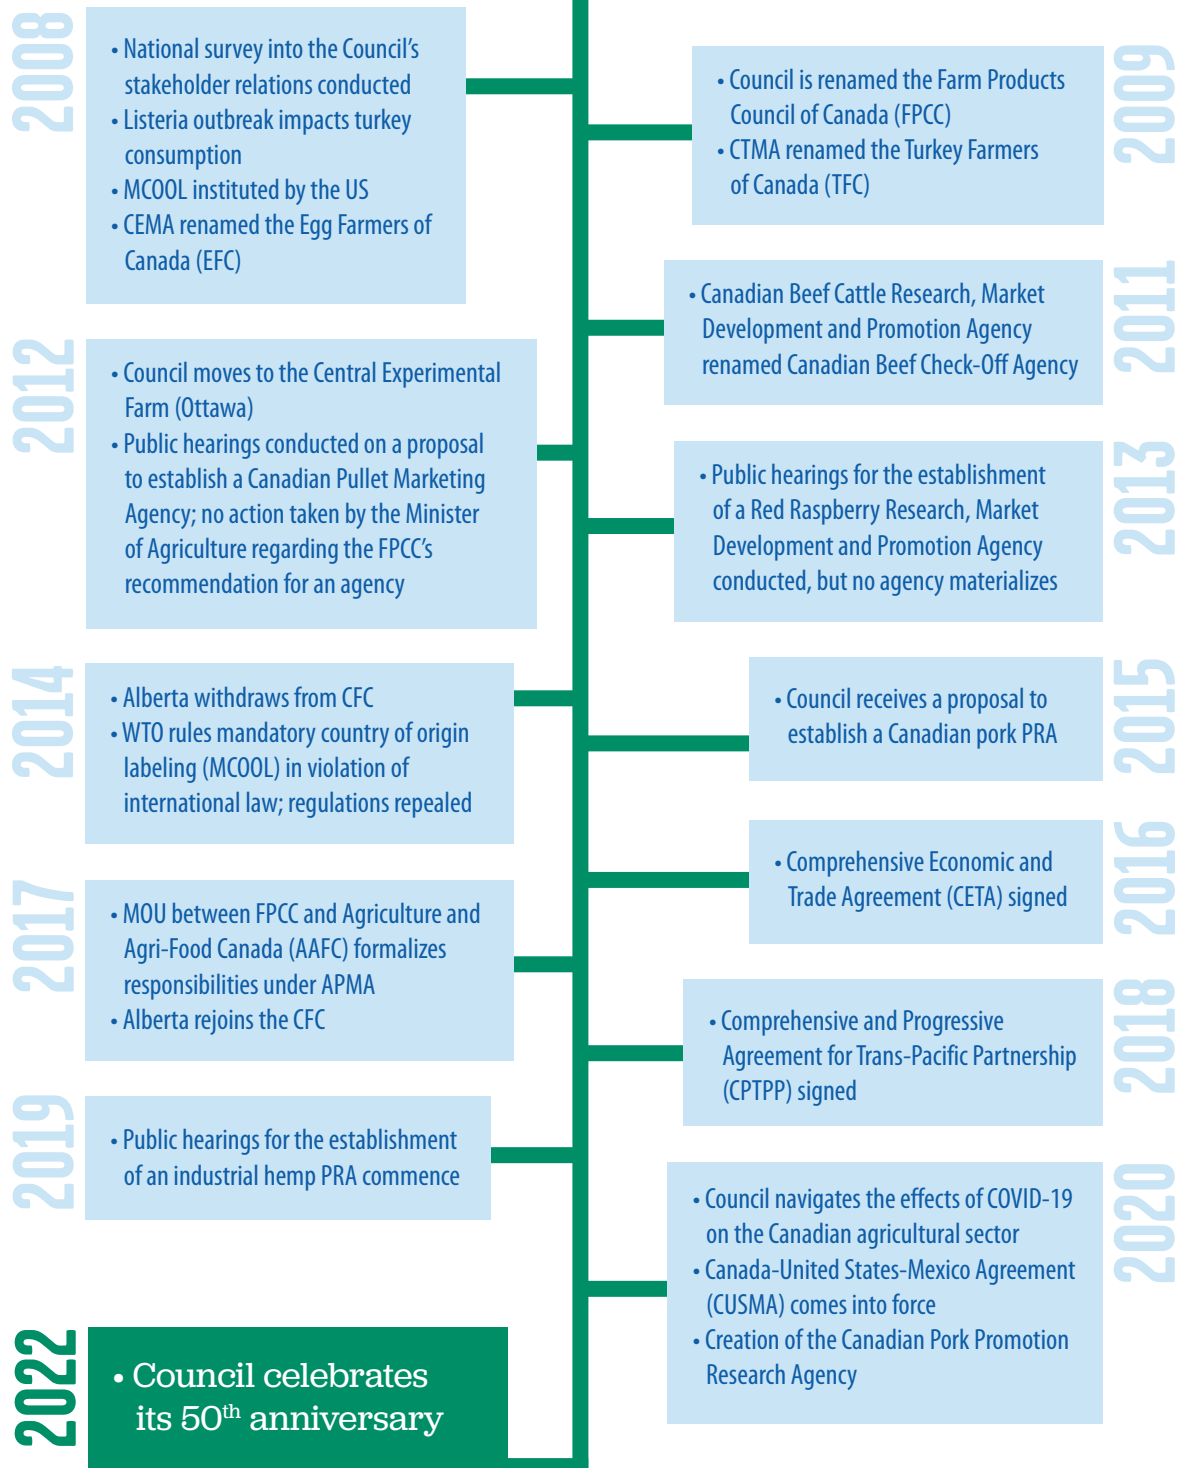 2008
• National survey into the Council’s
stakeholder relations conducted
• Listeria outbreak impacts turkey
consumption
• MCOOL instituted by the US
• CEMA renamed the Egg Farmers of
Canada (EFC)
2009
• Council is renamed the Farm Products
Council of Canada (FPCC)
• CTMA renamed the Turkey Farmers
of Canada (TFC)
2011
• Canadian Beef Cattle Research, Market
Development and Promotion Agency
renamed Canadian Beef Check-Off Agency
2012
• Council moves to the Central Experimental
Farm (Ottawa)
• Public hearings conducted on a proposal
to establish a Canadian Pullet Marketing
Agency; no action taken by the Minister
of Agriculture regarding the FPCC’s
recommendation for an agency
2013
• Public hearings for the establishment
of a Red Raspberry Research, Market
Development and Promotion Agency
conducted, but no agency materializes
2014
• Alberta withdraws from CFC
• WTO rules mandatory country of origin
labeling (MCOOL) in violation of
international law; regulations repealed
2015
• Council receives a proposal to
establish a Canadian pork PRA
2016
• Comprehensive Economic and
Trade Agreement (CETA) signed
2017
• MOU between FPCC and Agriculture and
Agri-Food Canada (AAFC) formalizes
responsibilities under APMA
• Alberta rejoins the CFC
2018
• Comprehensive and Progressive
Agreement for Trans-Pacific Partnership
(CPTPP) signed
2019
• Public hearings for the establishment
of an industrial hemp PRA commence
2020
• Council navigates the effects of COVID-19
on the Canadian agricultural sector
• Canada-United States-Mexico Agreement
(CUSMA) comes into force
• Creation of the Canadian Pork Promotion
Research Agency
2022
• Council celebrates
its 50th anniversary